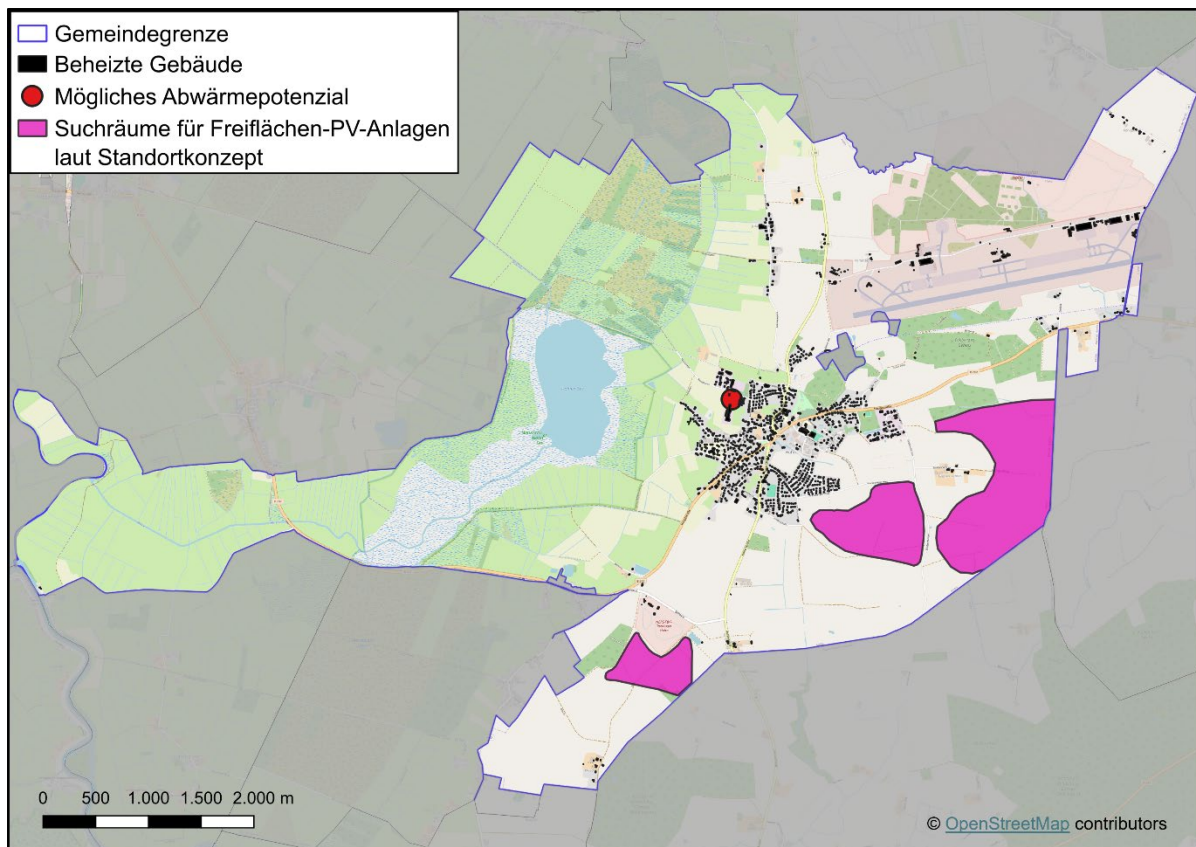 Gemeindegrenze
Beheizte Gebäude
Mögliches Abwärmepotenzial
Suchräume für Freiflächen-PV-Anlagen
laut Standortkonzept
0 500 1.000 1.500 2.000 m
© OpenStreetMap contributors